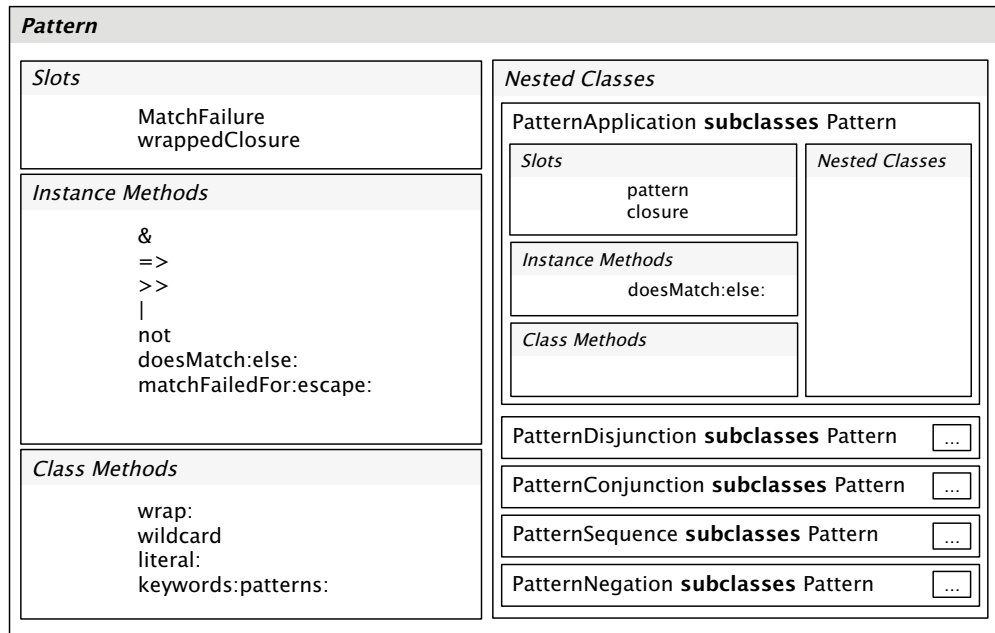 Pattern
Slots
MatchFailure
wrappedClosure
Instance Methods
&
=>
>>
|
not
doesMatch:else:
matchFailedFor:escape:
Class Methods
wrap:
wildcard
literal:
keywords:patterns:
Nested Classes
PatternApplication subclasses Pattern
Slots
pattern
closure
Instance Methods
doesMatch:else:
Class Methods
Nested Classes
PatternDisjunction subclasses Pattern ...
PatternConjunction subclasses Pattern ...
PatternSequence subclasses Pattern ...
PatternNegation subclasses Pattern ...